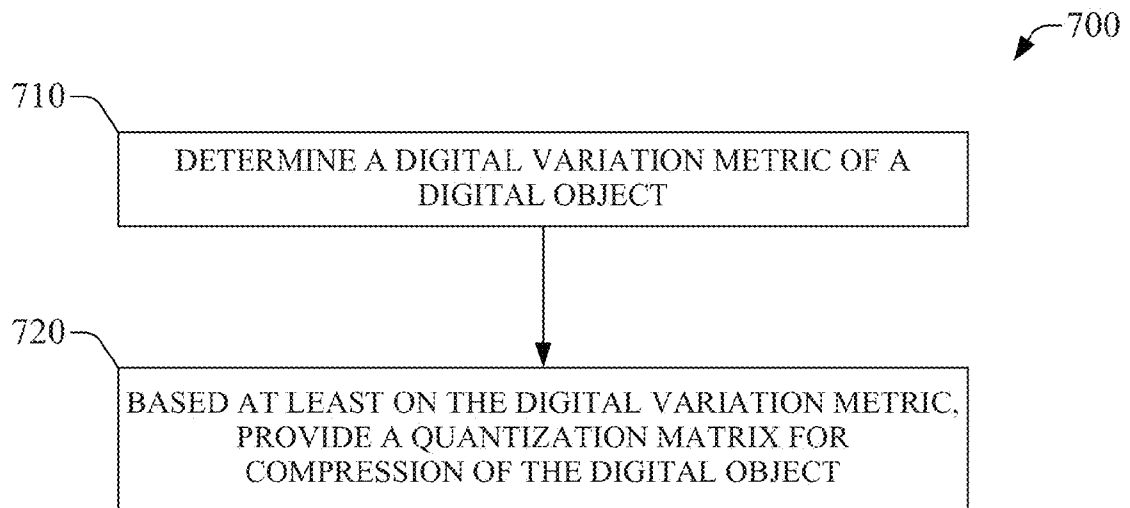 700
710
DETERMINE A DIGITAL VARIATION METRIC OF A
DIGITAL OBJECT
720
BASED AT LEAST ON THE DIGITAL VARIATION METRIC,
PROVIDE A QUANTIZATION MATRIX FOR
COMPRESSION OF THE DIGITAL OBJECT